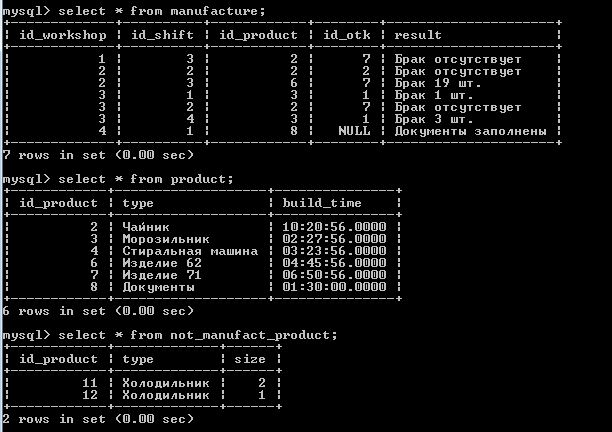 mysql> select * from manufacture;
| id_workshop | id_shift | id_product | id_otk | result |
| 1 | 3 | 2 | 7 | Брак отсутствует |
| 2 | 2 | 2 | 2 | Брак отсутствует |
| 2 | 3 | 6 | 7 | Брак 19 шт. |
| 3 | 1 | 3 | 1 | Брак 1 шт. |
| 3 | 2 | 2 | 7 | Брак отсутствует |
| 3 | 4 | 3 | 1 | Брак 3 шт. |
| 4 | 1 | 8 | NULL | Документы заполнены |
7 rows in set (0.00 sec)
mysql> select * from product;
| id_product | type | build_time |
| 2 | Чайник | 10:20:56.0000 |
| 3 | Морозильник | 02:27:56.0000 |
| 4 | Стиральная машина | 03:23:56.0000 |
| 6 | Изделие 62 | 04:45:56.0000 |
| 7 | Изделие 71 | 06:50:56.0000 |
| 8 | Документы | 01:30:00.0000 |
6 rows in set (0.00 sec)
mysql> select * from not_manufact_product;
| id_product | type | size |
| 11 | Холодильник | 2 |
| 12 | Холодильник | 1 |
2 rows in set (0.00 sec)